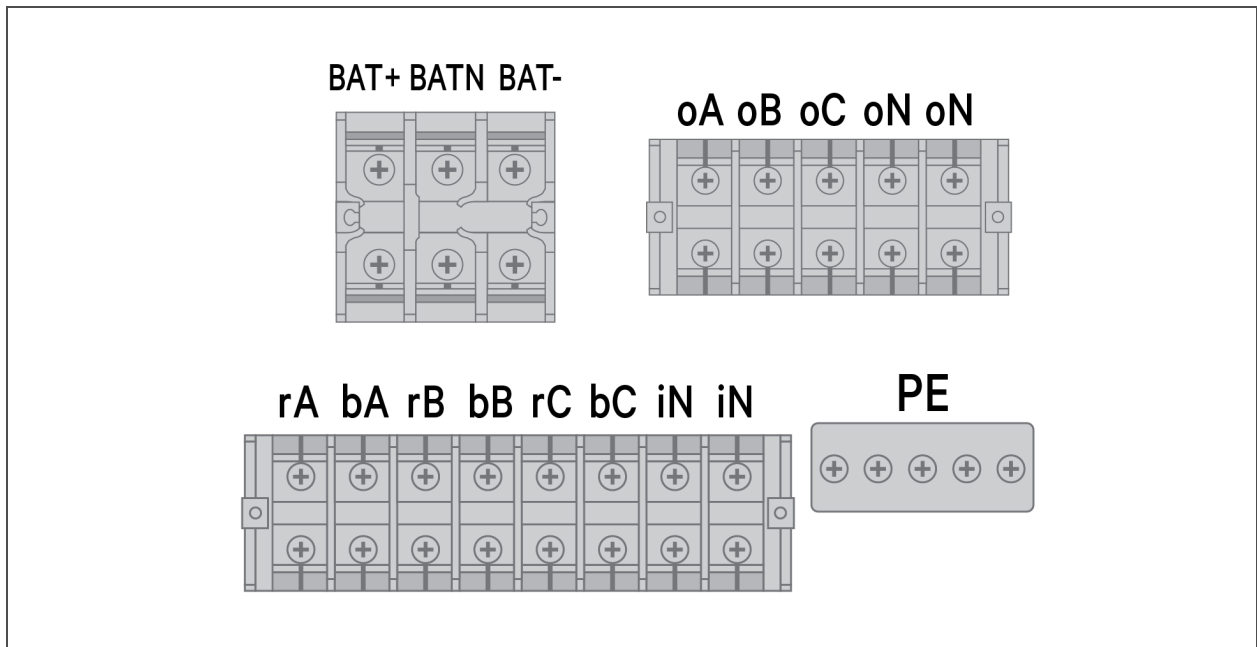 BAT+ BATN BAT-
oA oB oC oN oN
rA bA rB bB rC bC iN iN
PE